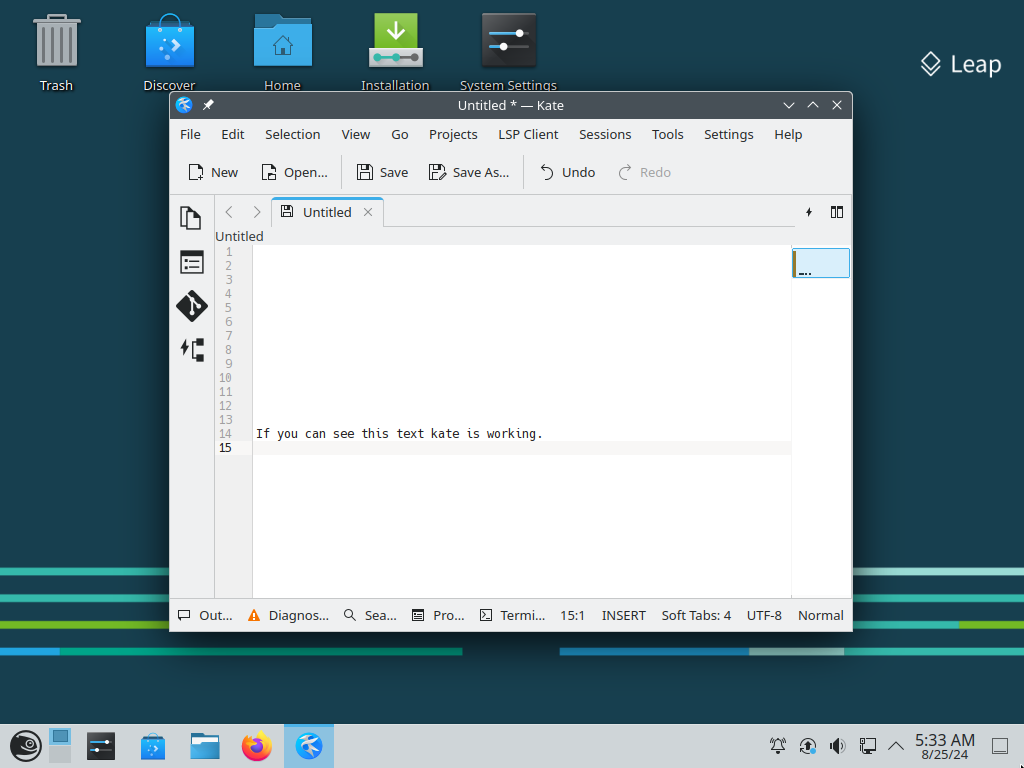 Trash
Discover
Home
Installation
System Settings
Leap
Untitled * — Kate
File Edit Selection View Go Projects LSP Client Sessions Tools Settings Help
New Open... Save Save As... Undo Redo
Untitled
Untitled
1
2
3
4
5
6
7
8
9
10
11
12
13
14 If you can see this text kate is working.
15
Out... Diagnos... Sea... Pro... Termi... 15:1 INSERT Soft Tabs: 4 UTF-8 Normal
5:33 AM
8/25/24